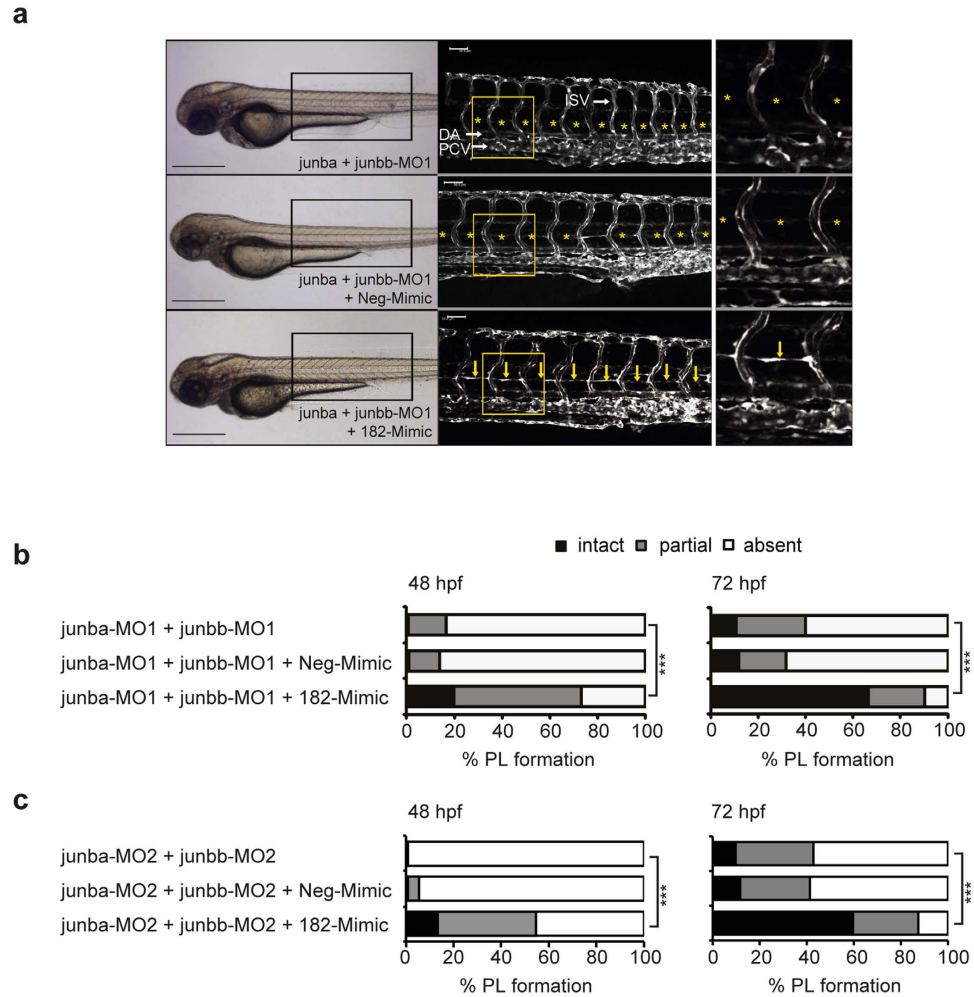 a
junba + junbb-MO1
ISV
DA
PCV
* * * * * * * * * *
* * *
junba + junbb-MO1
+ Neg-Mimic
* * * * * * * *
* * *
junba + junbb-MO1
+ 182-Mimic
b
intact partial absent
48 hpf
72 hpf
junba-MO1 + junbb-MO1
junba-MO1 + junbb-MO1 + Neg-Mimic
junba-MO1 + junbb-MO1 + 182-Mimic
***
***
0 20 40 60 80 100
0 20 40 60 80 100
% PL formation
% PL formation
c
48 hpf
72 hpf
junba-MO2 + junbb-MO2
junba-MO2 + junbb-MO2 + Neg-Mimic
junba-MO2 + junbb-MO2 + 182-Mimic
***
***
0 20 40 60 80 100
0 20 40 60 80 100
% PL formation
% PL formation